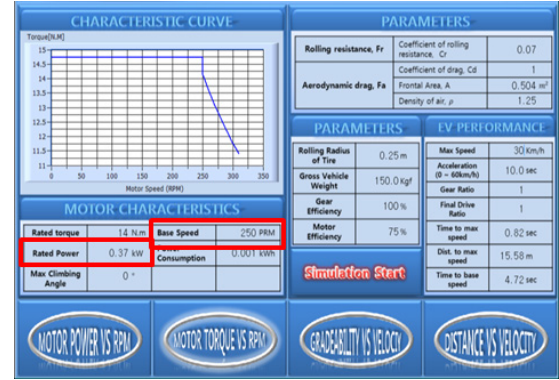 CHARACTERISTIC CURVE
Torque[N.M]
15
14.5
14
13.5
13
12.5
12
11.5
11
0 50 100 150 200 250 300 350
Motor Speed (RPM)
MOTOR CHARACTERISTICS
Rated torque 14 N.m Base Speed 250 PRM
Rated Power 0.37 kW Power Consumption 0.001 kWh
Max Climbing
Angle 0 °
PARAMETERS
Rolling resistance, Fr Coefficient of rolling
resistance, Cr 0.07
Aerodynamic drag, Fa Coefficient of drag, Cd 1
Frontal Area, A 0.504 m²
Density of air, ρ 1.25
PARAMETERS
Rolling Radius
of Tire 0.25 m
Gross Vehicle
Weight 150.0 Kgf
Gear
Efficiency 100 %
Motor
Efficiency 75 %
Simulation Start
EV PERFORMANCE
Max Speed 30 Km/h
Acceleration
(0 ~ 60km/h) 10.0 sec
Gear Ratio 1
Final Drive
Ratio 1
Time to max
speed 0.82 sec
Dist. to max
speed 15.58 m
Time to base
speed 4.72 sec
MOTOR POWER VS RPM
MOTOR TORQUE VS RPM
GRADEABILITY VS VELOCITY
DISTANCE VS VELOCITY